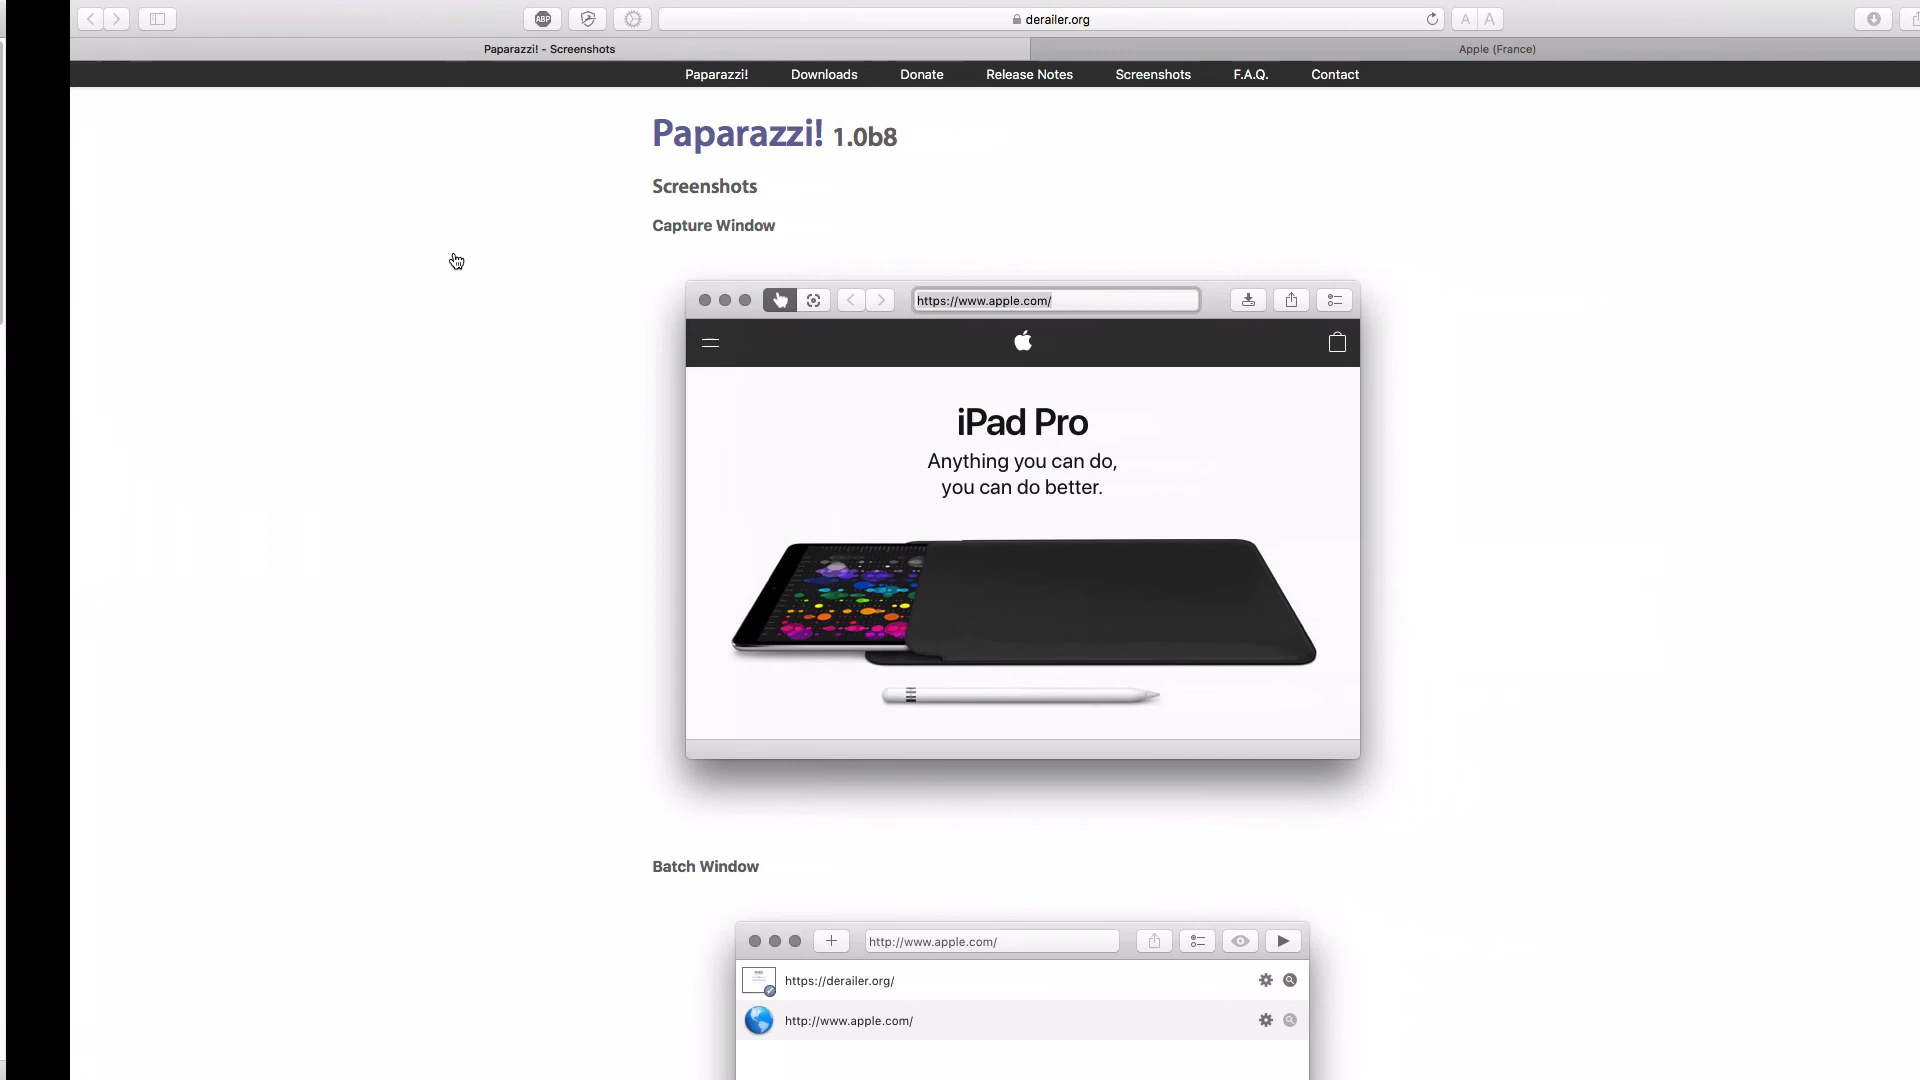 ABP
derailer.org
A A
Paparazzi! - Screenshots
Apple (France)
Paparazzi! Downloads Donate Release Notes Screenshots F.A.Q. Contact
Paparazzi! 1.0b8
Screenshots
Capture Window
https://www.apple.com/
iPad Pro
Anything you can do,
you can do better.
Batch Window
http://www.apple.com/
https://derailer.org/
http://www.apple.com/